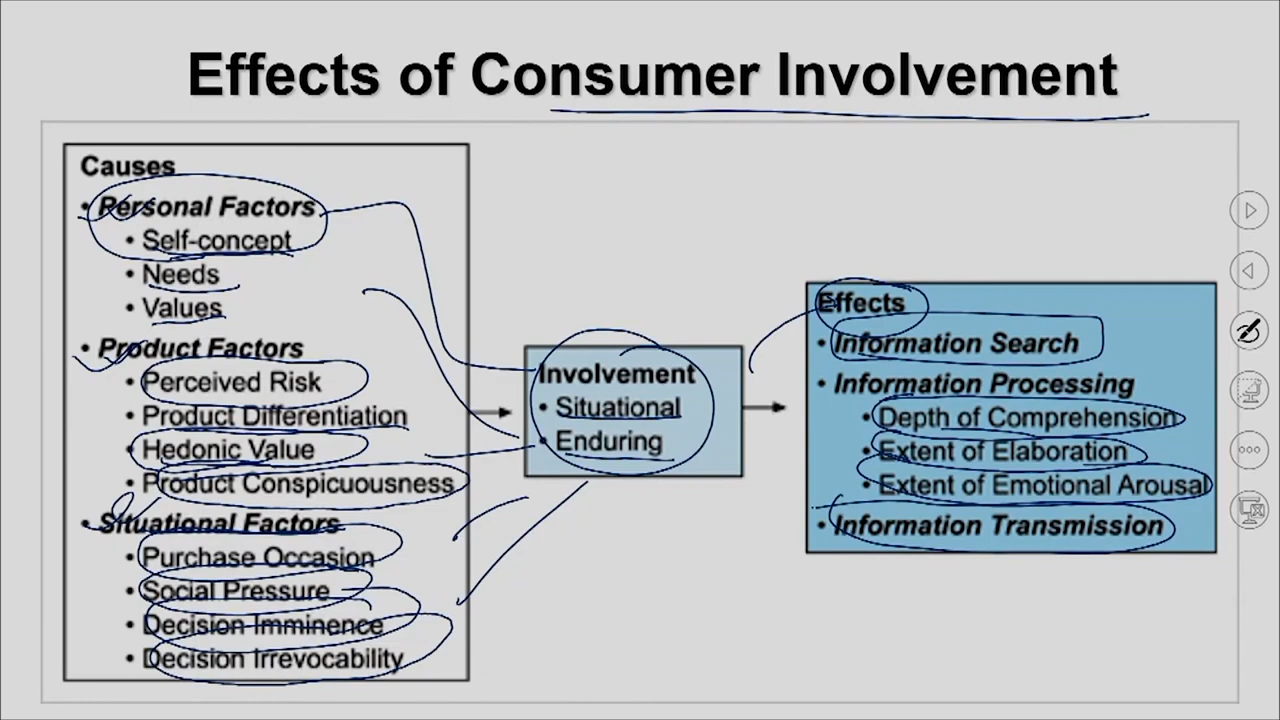 Effects of Consumer Involvement
Causes
• Personal Factors
• Self-concept
• Needs
• Values
• Product Factors
• Perceived Risk
• Product Differentiation
• Hedonic Value
• Product Conspicuousness
• Situational Factors
• Purchase Occasion
• Social Pressure
• Decision Imminence
• Decision Irrevocability
Involvement
• Situational
• Enduring
Effects
• Information Search
• Information Processing
• Depth of Comprehension
• Extent of Elaboration
• Extent of Emotional Arousal
• Information Transmission